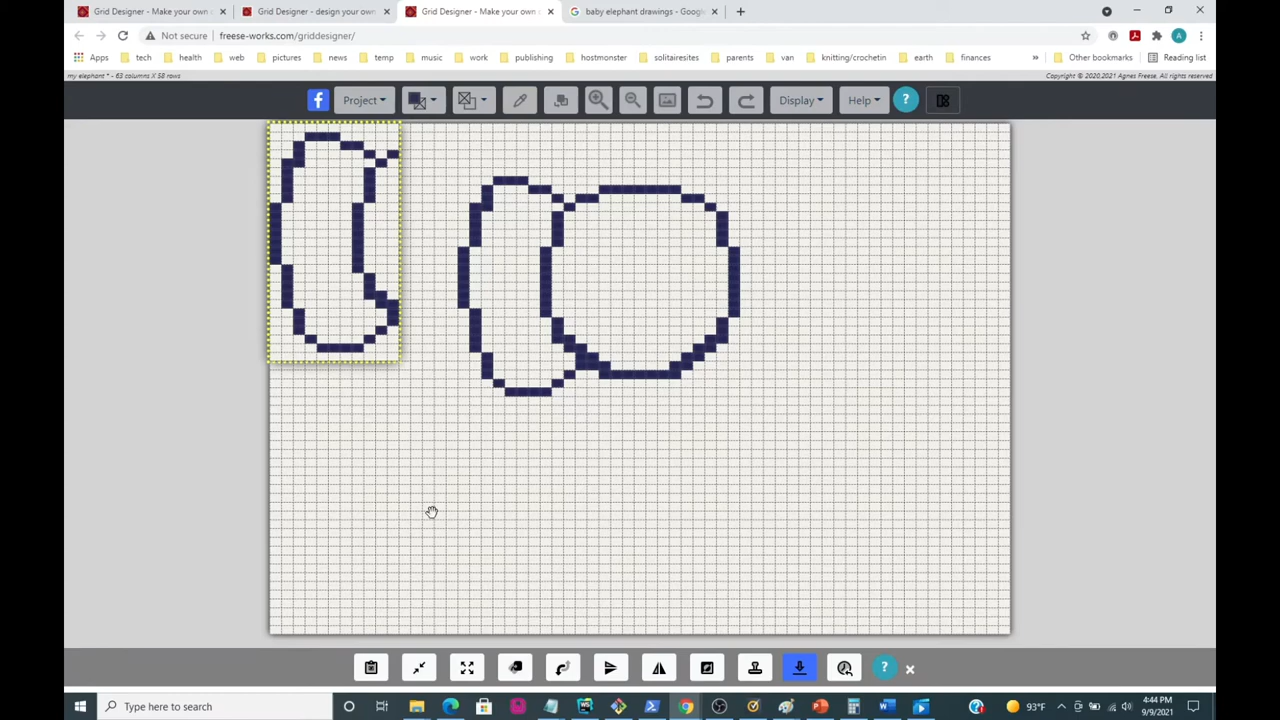 Grid Designer - Make your own c
Grid Designer - design your own
Grid Designer - Make your own c
baby elephant drawings - Google
Not secure
freese-works.com/griddesigner/
A
Apps
tech
health
web
pictures
news
temp
music
work
publishing
hostmonster
solitairesites
parents
van
knitting/crochetin
earth
finances
»
Other bookmarks
Reading list
my elephant * - 63 columns X 58 rows
Copyright © 2020,2021 Agnes Freese. All rights reserved
Project
Display
Help
?
?
Type here to search
93°F
4:44 PM
9/9/2021